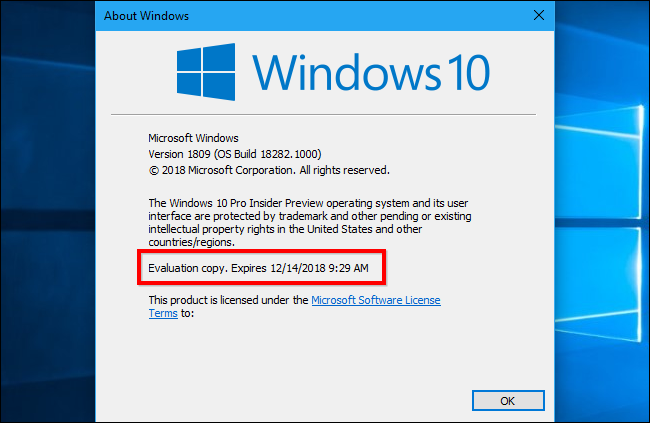 About Windows
Windows 10
Microsoft Windows
Version 1809 (OS Build 18282.1000)
© 2018 Microsoft Corporation. All rights reserved.
The Windows 10 Pro Insider Preview operating system and its user
interface are protected by trademark and other pending or existing
intellectual property rights in the United States and other
countries/regions.
Evaluation copy. Expires 12/14/2018 9:29 AM
This product is licensed under the Microsoft Software License
Terms to:
OK